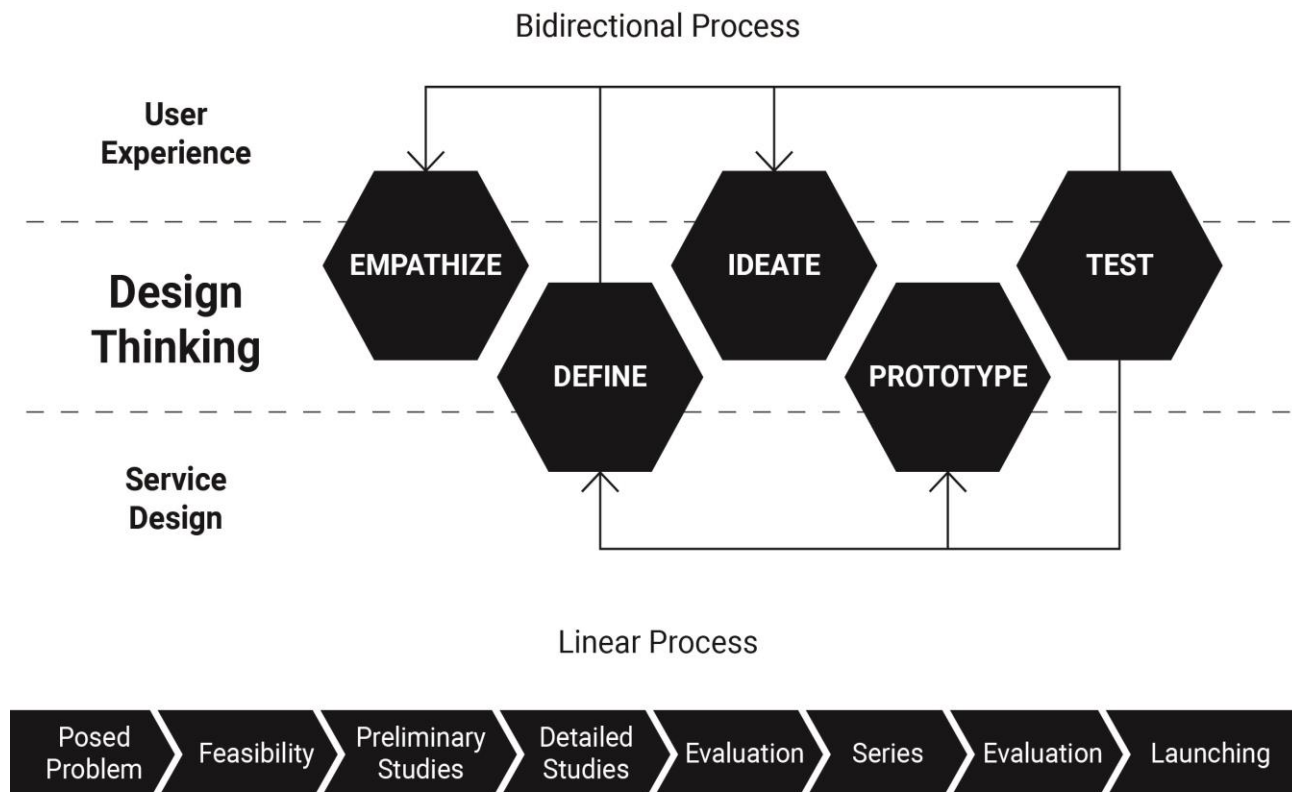 Bidirectional Process
User
Experience
EMPATHIZE
IDEATE
TEST
Design
Thinking
DEFINE
PROTOTYPE
Service
Design
Linear Process
Posed
Problem
Feasibility
Preliminary
Studies
Detailed
Studies
Evaluation
Series
Evaluation
Launching